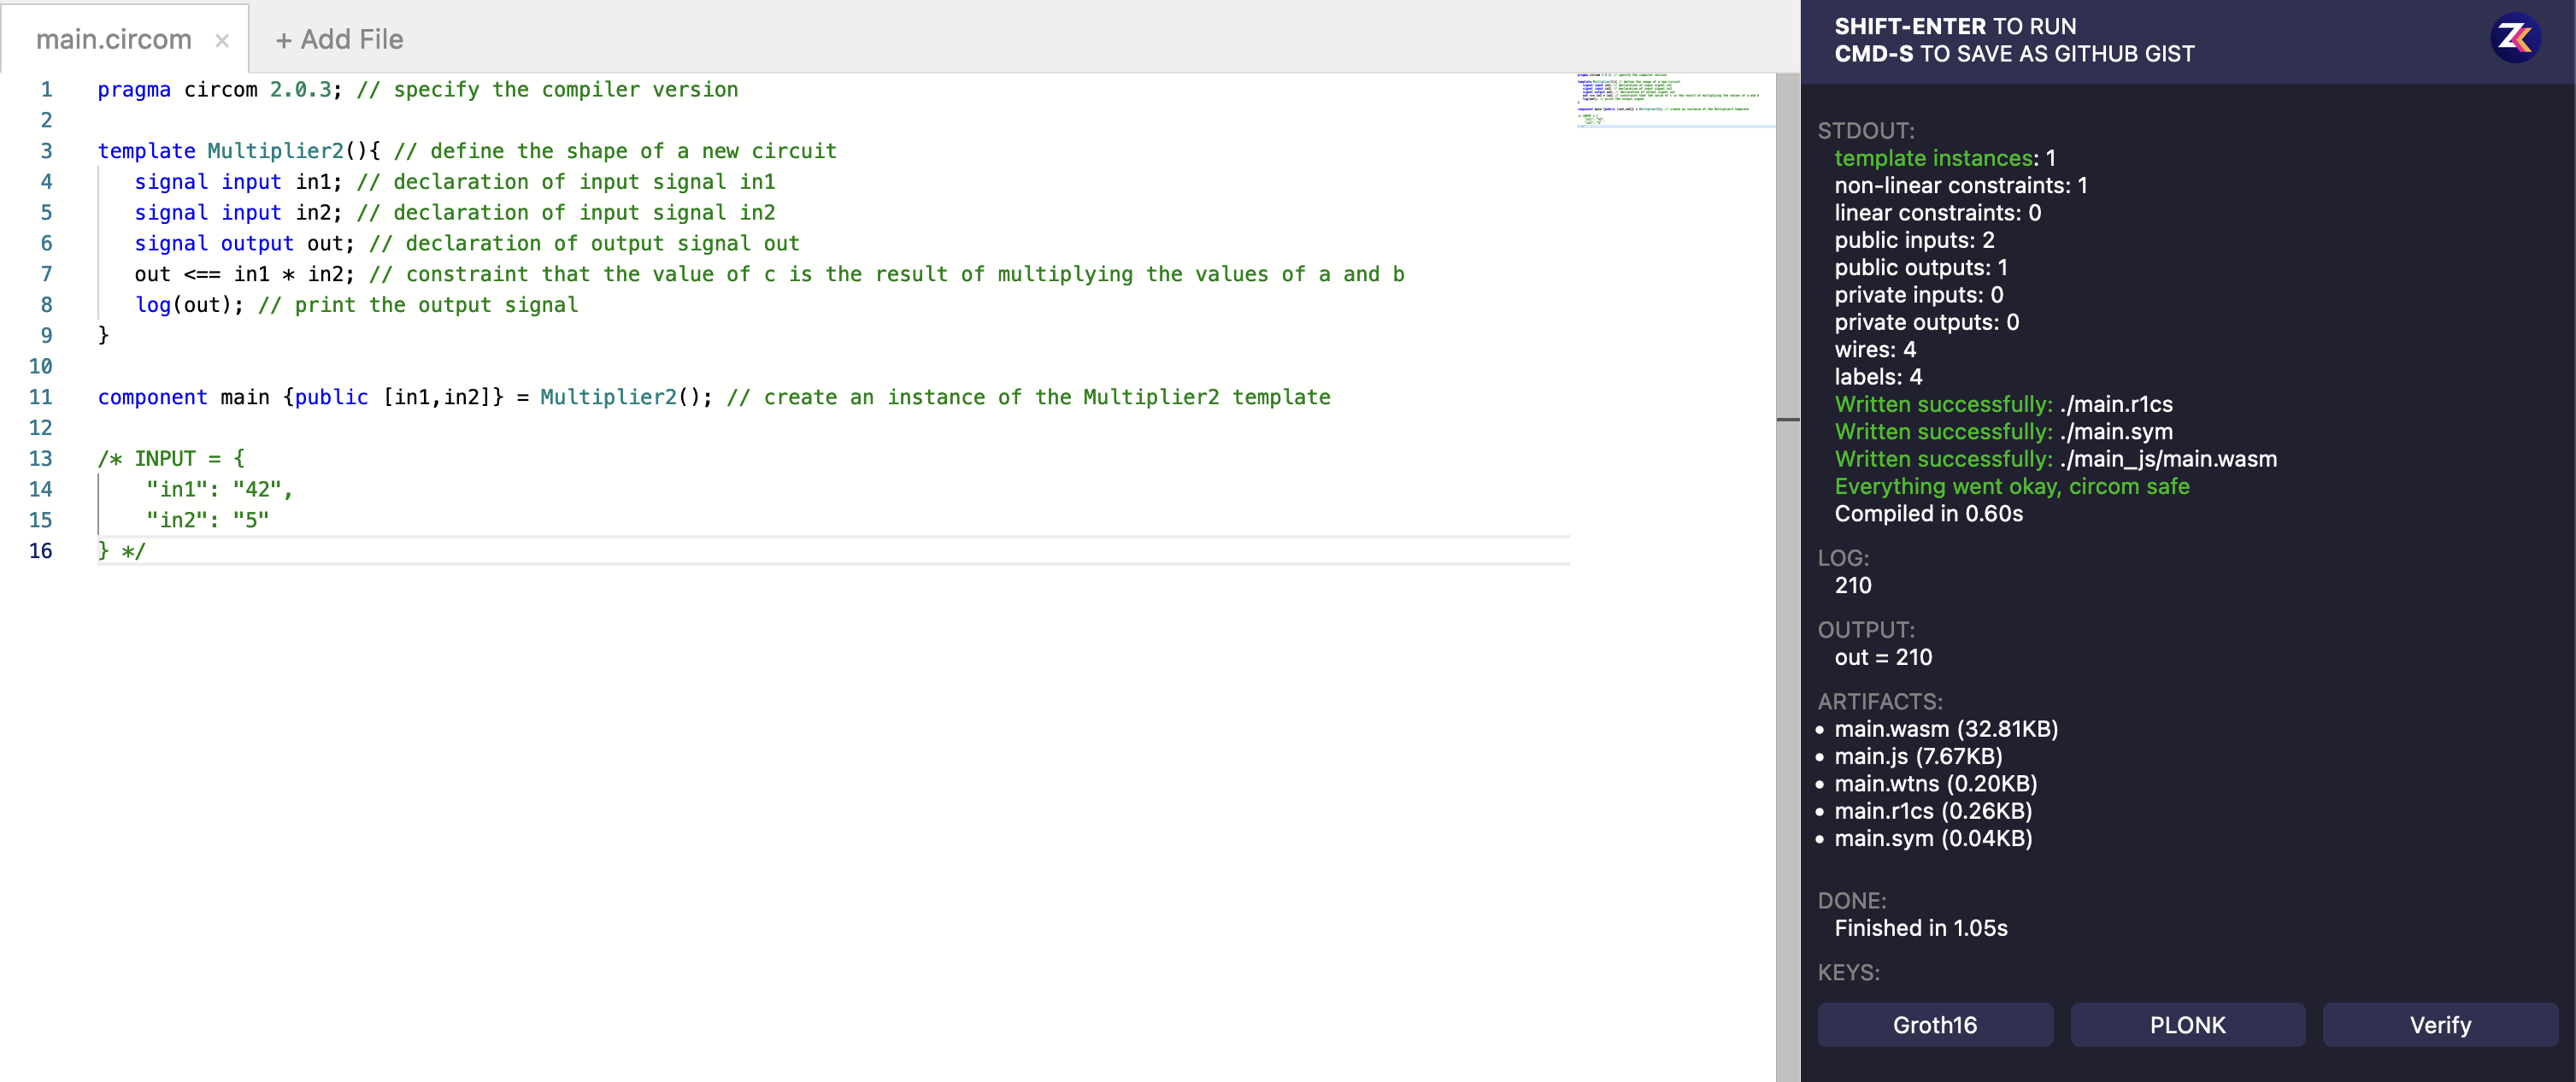 main.circom × + Add File
1 pragma circom 2.0.3; // specify the compiler version
2
3 template Multiplier2(){ // define the shape of a new circuit
4 signal input in1; // declaration of input signal in1
5 signal input in2; // declaration of input signal in2
6 signal output out; // declaration of output signal out
7 out <== in1 * in2; // constraint that the value of c is the result of multiplying the values of a and b
8 log(out); // print the output signal
9 }
10
11 component main {public [in1,in2]} = Multiplier2(); // create an instance of the Multiplier2 template
12
13 /* INPUT = {
14 "in1": "42",
15 "in2": "5"
16 } */
SHIFT-ENTER TO RUN
CMD-S TO SAVE AS GITHUB GIST
ZK
STDOUT:
template instances: 1
non-linear constraints: 1
linear constraints: 0
public inputs: 2
public outputs: 1
private inputs: 0
private outputs: 0
wires: 4
labels: 4
Written successfully: ./main.r1cs
Written successfully: ./main.sym
Written successfully: ./main_js/main.wasm
Everything went okay, circom safe
Compiled in 0.60s
LOG:
210
OUTPUT:
out = 210
ARTIFACTS:
• main.wasm (32.81KB)
• main.js (7.67KB)
• main.wtns (0.20KB)
• main.r1cs (0.26KB)
• main.sym (0.04KB)
DONE:
Finished in 1.05s
KEYS:
Groth16 PLONK Verify